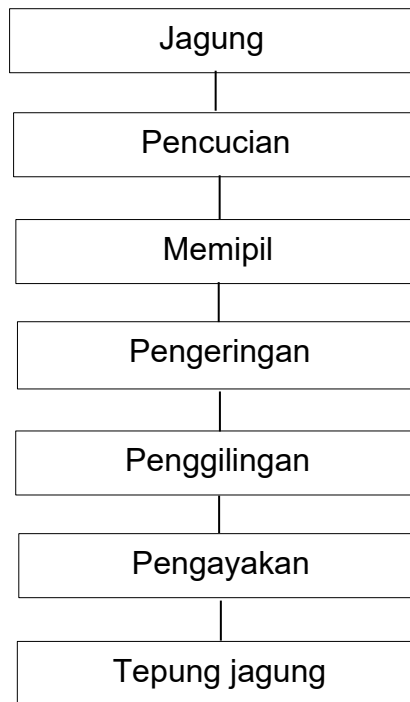 Jagung
Pencucian
Memipil
Pengeringan
Penggilingan
Pengayakan
Tepung jagung